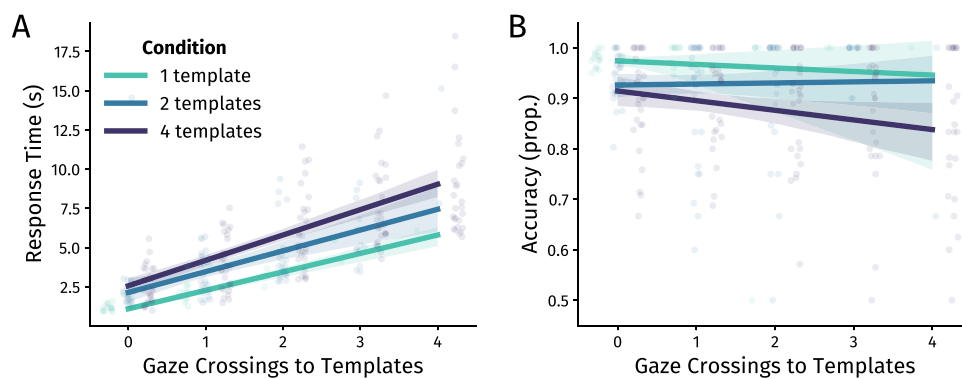 A
Response Time (s)
17.5
15.0
12.5
10.0
7.5
5.0
2.5
Condition
1 template
2 templates
4 templates
0 1 2 3 4
Gaze Crossings to Templates
B
Accuracy (prop.)
1.0
0.9
0.8
0.7
0.6
0.5
0 1 2 3 4
Gaze Crossings to Templates